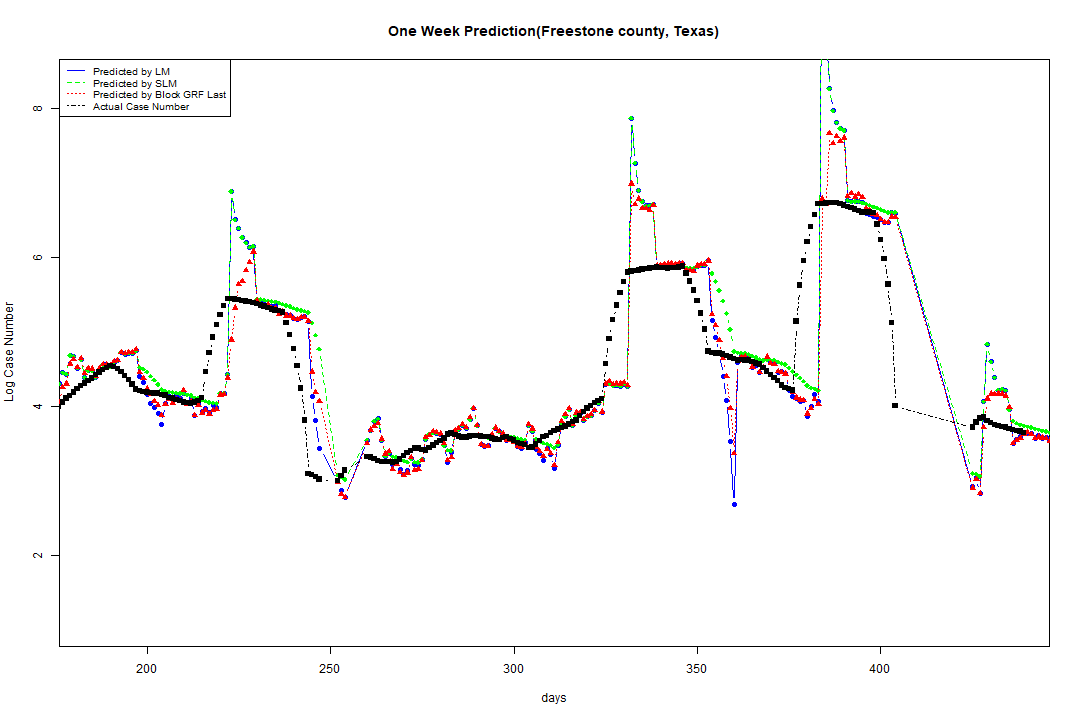 One Week Prediction(Freestone county, Texas)
Predicted by LM
Predicted by SLM
Predicted by Block GRF Last
Actual Case Number
8
6
4
2
Log Case Number
200 250 300 350 400
days